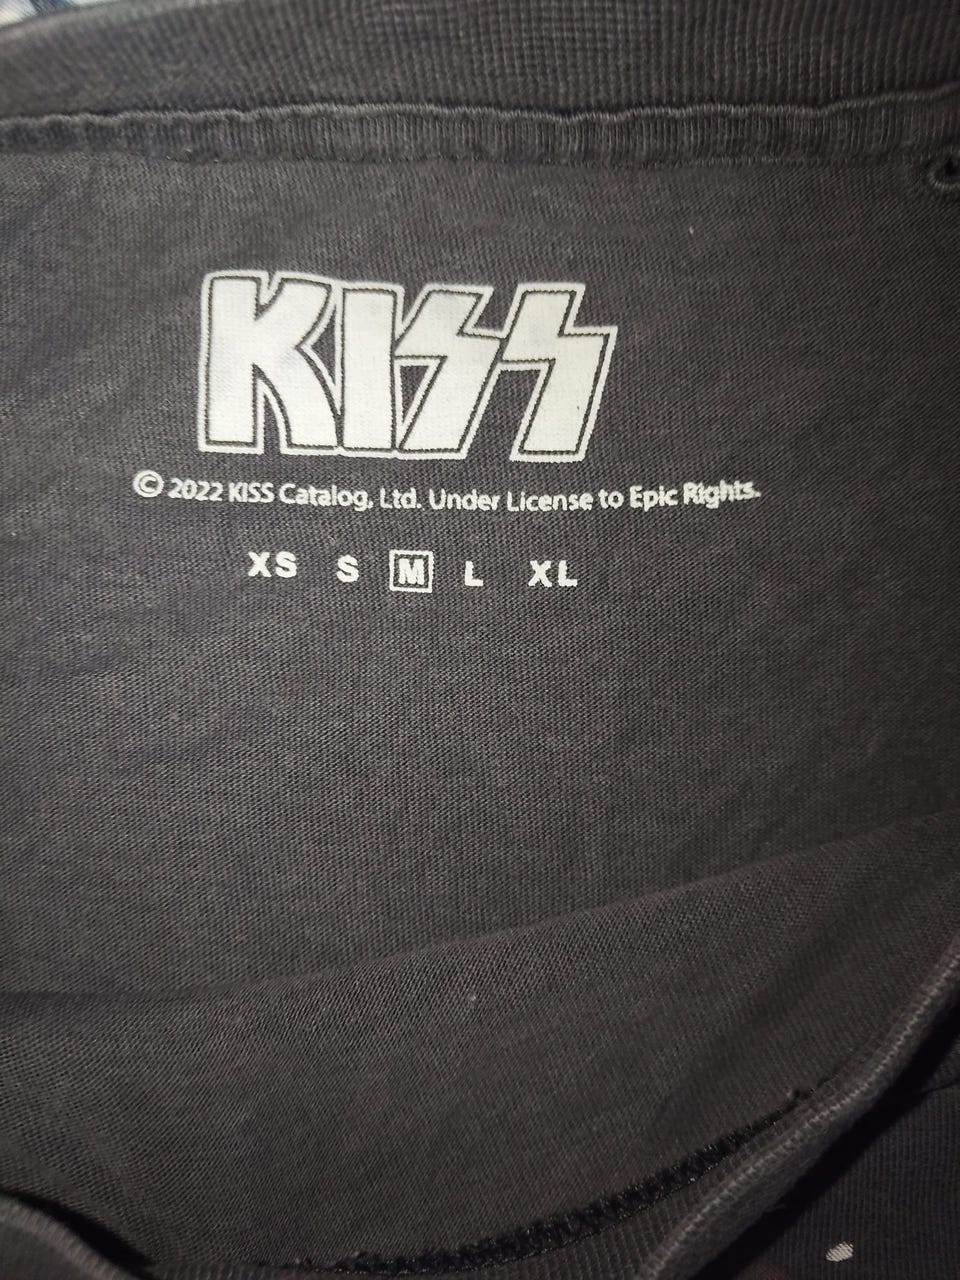 KISS
© 2022 KISS Catalog, Ltd. Under License to Epic Rights.
XS S M L XL